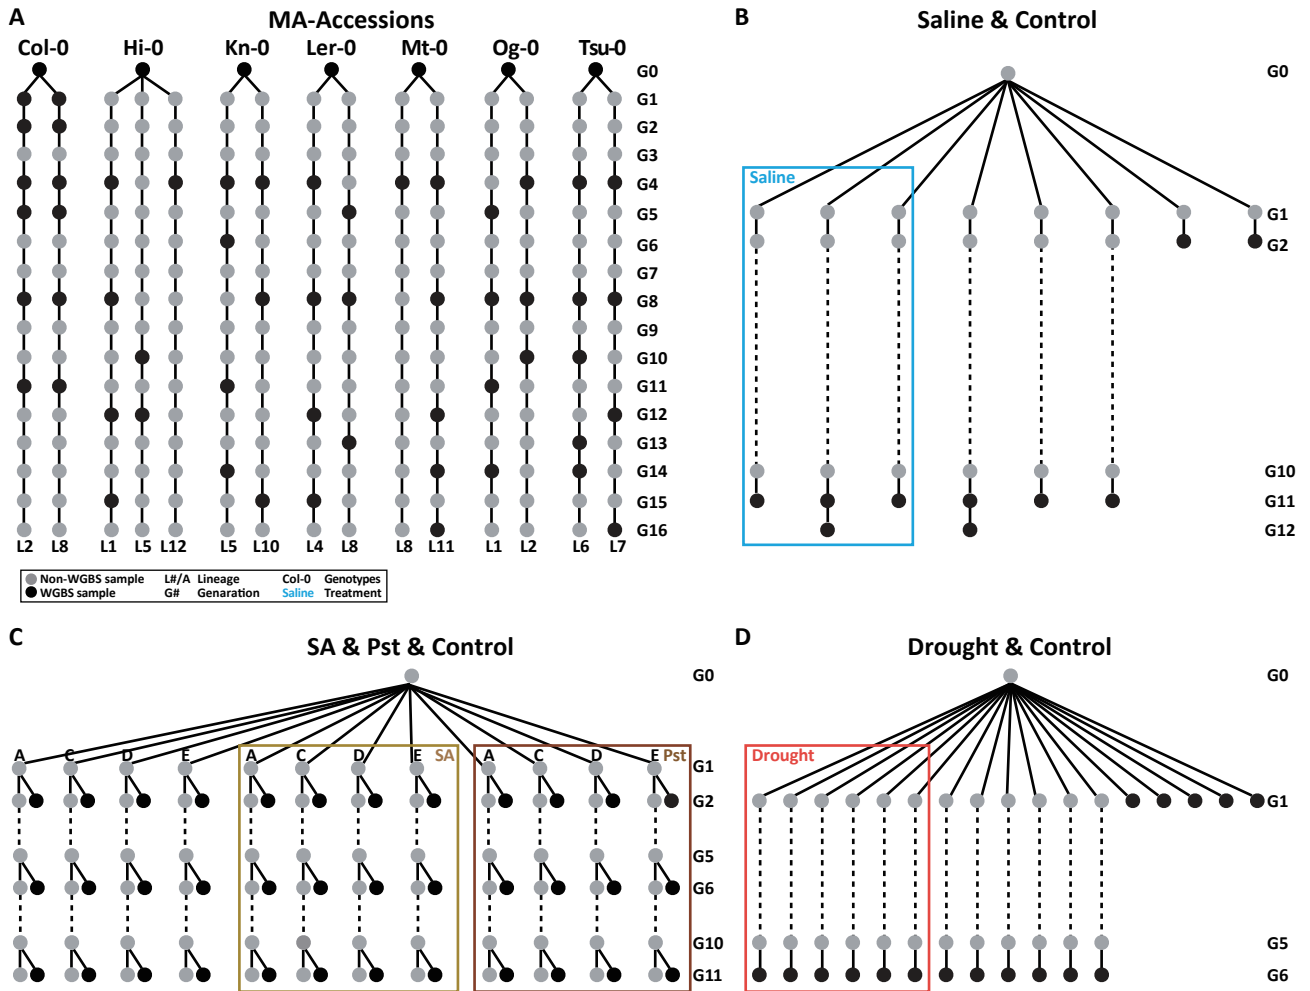 A
MA-Accessions
Col-0 Hi-0 Kn-0 Ler-0 Mt-0 Og-0 Tsu-0
G0
G1
G2
G3
G4
G5
G6
G7
G8
G9
G10
G11
G12
G13
G14
G15
G16
L2 L8 L1 L5 L12 L5 L10 L4 L8 L8 L11 L1 L2 L6 L7
Non-WGBS sample L#/A Lineage Col-0 Genotypes
WGBS sample G# Genaration Saline Treatment
B
Saline & Control
G0
Saline
G1
G2
G10
G11
G12
C
SA & Pst & Control
G0
A C D E A C D E SA A C D E Pst
G1
G2
G5
G6
G10
G11
D
Drought & Control
G0
Drought
G1
G5
G6